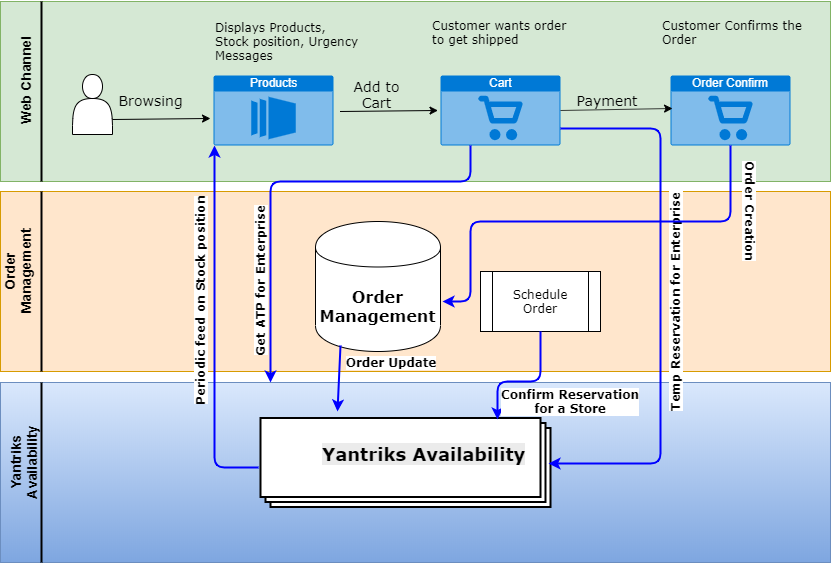 Web Channel
Displays Products,
Stock position, Urgency
Messages
Customer wants order
to get shipped
Customer Confirms the
Order
Products
Cart
Order Confirm
Browsing
Add to
Cart
Payment
Order
Management
Periodic feed on Stock position
Get ATP for Enterprise
Temp Reservation for Enterprise
Order Creation
Order
Management
Schedule
Order
Order Update
Confirm Reservation
for a Store
Yantriks
Availability
Yantriks Availability